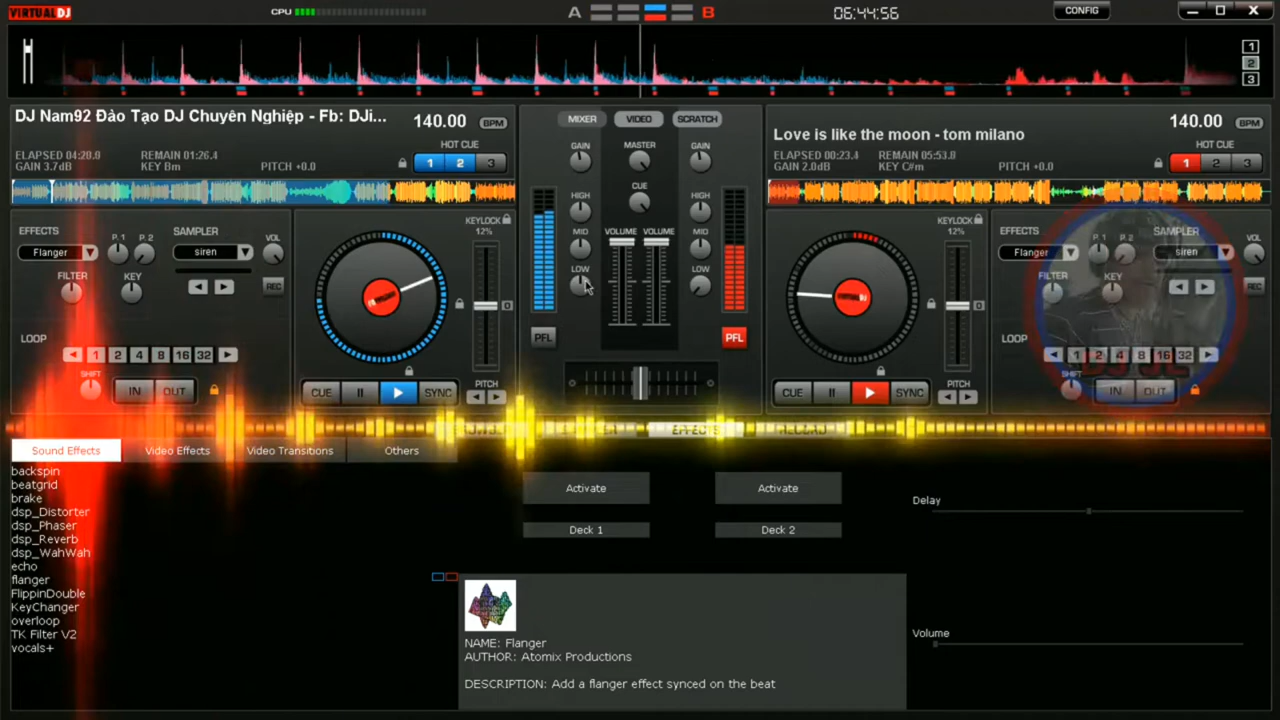 VIRTUALDJ
CPU
A
B
06:44:56
CONFIG
1
2
3
DJ Nam92 Đào Tạo DJ Chuyên Nghiệp - Fb: DJi...
140.00 BPM
ELAPSED 04:20.0 REMAIN 01:26.4
GAIN 3.7dB KEY Bm PITCH +0.0
HOT CUE
1 2 3
MIXER VIDEO SCRATCH
GAIN MASTER GAIN
HIGH CUE HIGH
MID VOLUME VOLUME MID
LOW LOW
PFL PFL
Love is like the moon - tom milano
140.00 BPM
ELAPSED 00:23.4 REMAIN 05:53.0
GAIN 2.0dB KEY C#m PITCH +0.0
HOT CUE
1 2 3
EFFECTS P.1 P.2 SAMPLER VOL
Flanger siren
FILTER KEY REC
LOOP
1 2 4 8 16 32
SHIFT IN OUT
KEYLOCK
12%
0
CUE SYNC PITCH
KEYLOCK
12%
0
CUE SYNC PITCH
EFFECTS P.1 P.2 SAMPLER VOL
Flanger siren
FILTER KEY REC
LOOP
1 2 4 8 16 32
SHIFT IN OUT
EFFECTS RECORD
Sound Effects Video Effects Video Transitions Others
backspin
beatgrid
brake
dsp_Distorter
dsp_Phaser
dsp_Reverb
dsp_WahWah
echo
flanger
FlippinDouble
KeyChanger
overloop
TK Filter V2
vocals+
Activate Activate
Deck 1 Deck 2
Delay
Volume
NAME: Flanger
AUTHOR: Atomix Productions
DESCRIPTION: Add a flanger effect synced on the beat